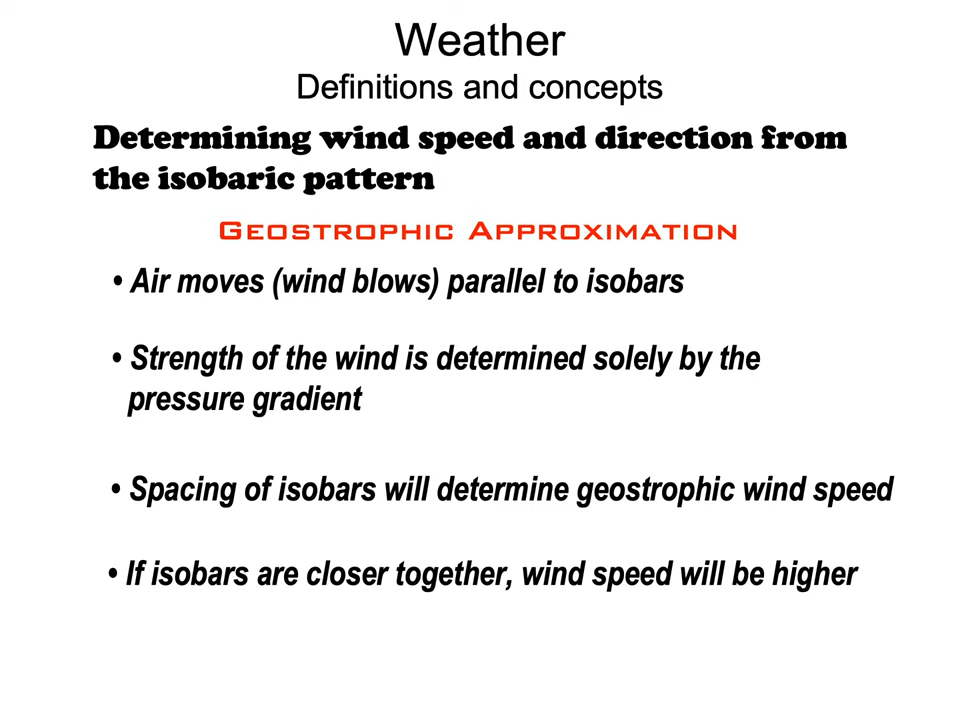 Weather
Definitions and concepts
Determining wind speed and direction from
the isobaric pattern
Geostrophic Approximation
• Air moves (wind blows) parallel to isobars
• Strength of the wind is determined solely by the
pressure gradient
• Spacing of isobars will determine geostrophic wind speed
• If isobars are closer together, wind speed will be higher